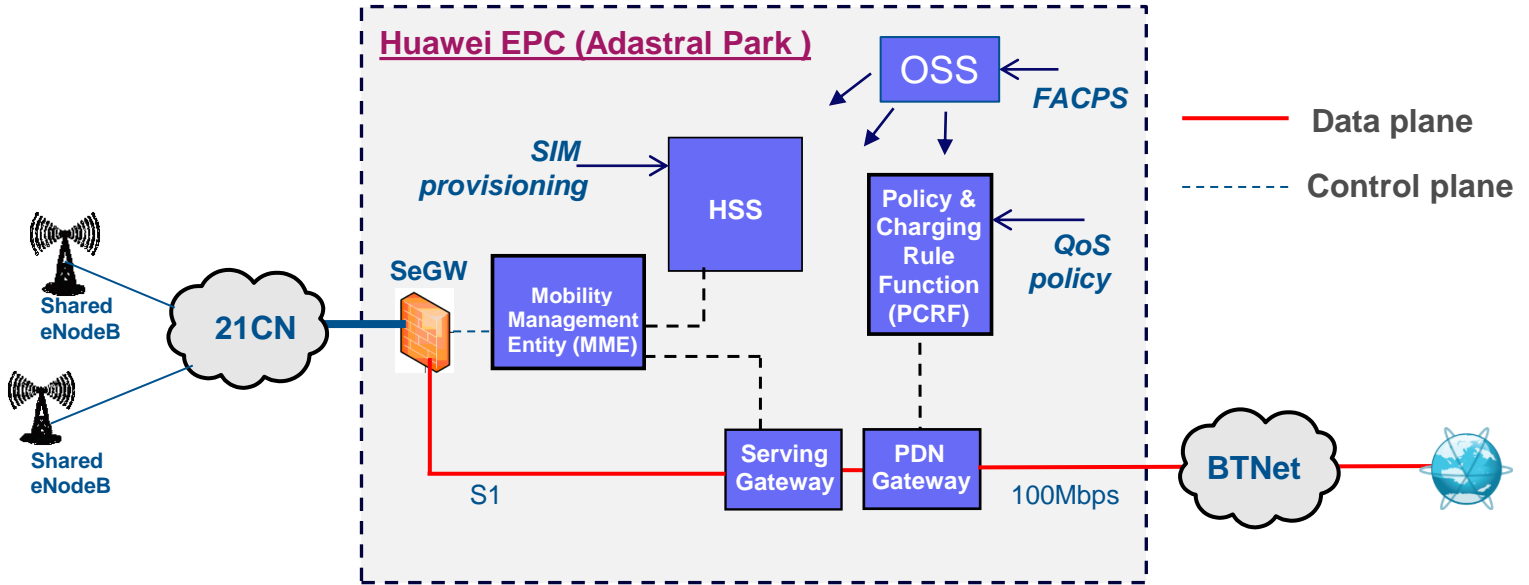 Huawei EPC (Adastral Park )
OSS
FACPS
Data plane
Control plane
SIM
provisioning
HSS
Policy &
Charging
Rule
Function
(PCRF)
QoS
policy
Shared
eNodeB
21CN
SeGW
Mobility
Management
Entity (MME)
Shared
eNodeB
S1
Serving
Gateway
PDN
Gateway
100Mbps
BTNet